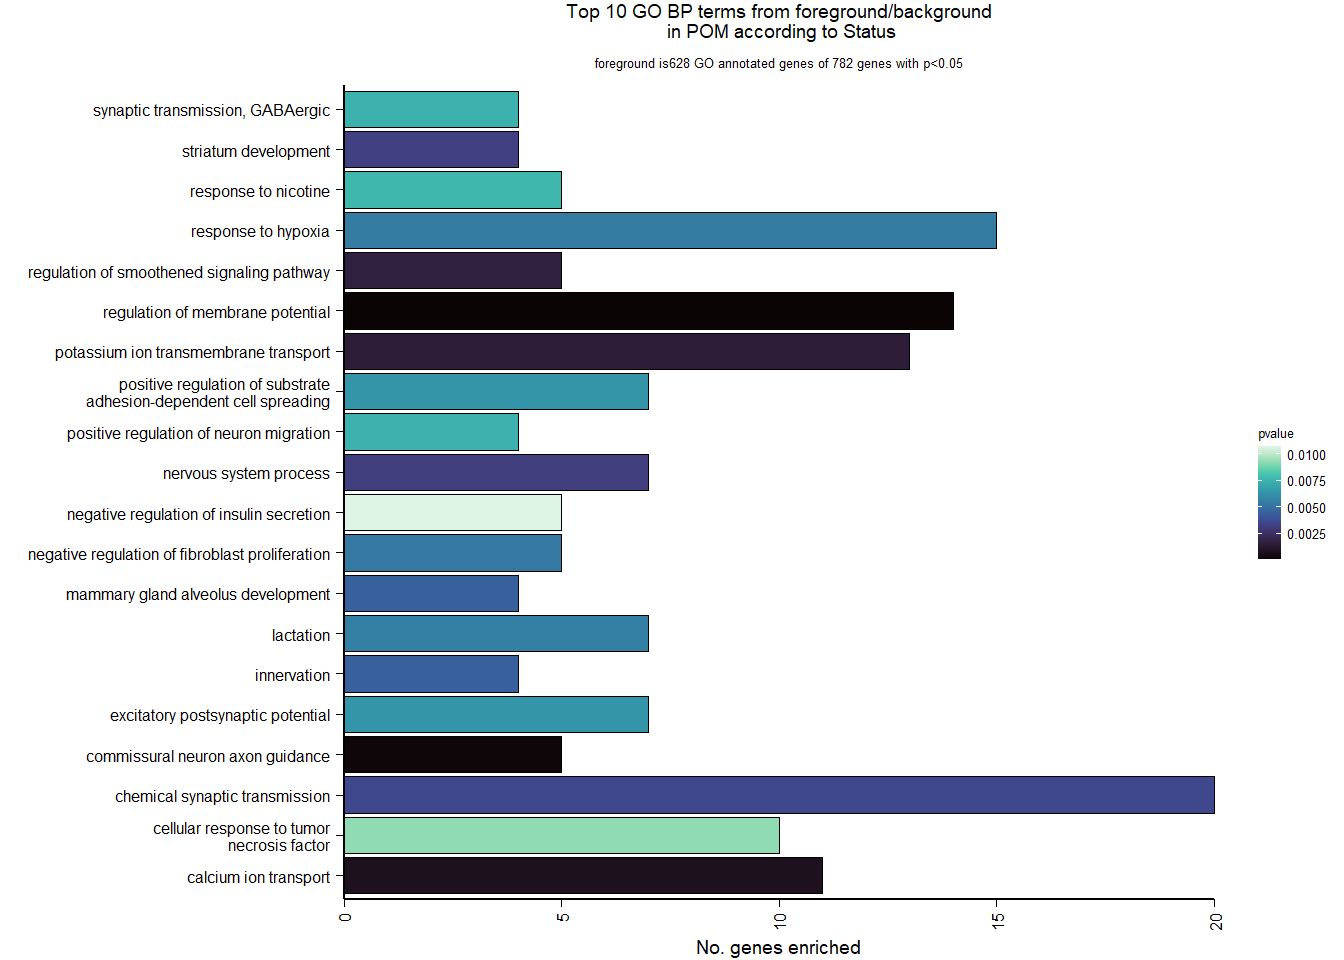 Top 10 GO BP terms from foreground/background
in POM according to Status
foreground is628 GO annotated genes of 782 genes with p<0.05
synaptic transmission, GABAergic
striatum development
response to nicotine
response to hypoxia
regulation of smoothened signaling pathway
regulation of membrane potential
potassium ion transmembrane transport
positive regulation of substrate
adhesion-dependent cell spreading
positive regulation of neuron migration
nervous system process
negative regulation of insulin secretion
negative regulation of fibroblast proliferation
mammary gland alveolus development
lactation
innervation
excitatory postsynaptic potential
commissural neuron axon guidance
chemical synaptic transmission
cellular response to tumor
necrosis factor
calcium ion transport
0
5
10
15
20
No. genes enriched
pvalue
0.0100
0.0075
0.0050
0.0025